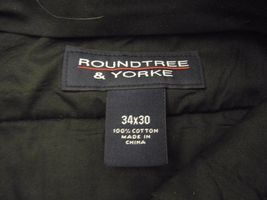 ROUNDTREE
& YORKE
34x30
100% COTTON
MADE IN
CHINA